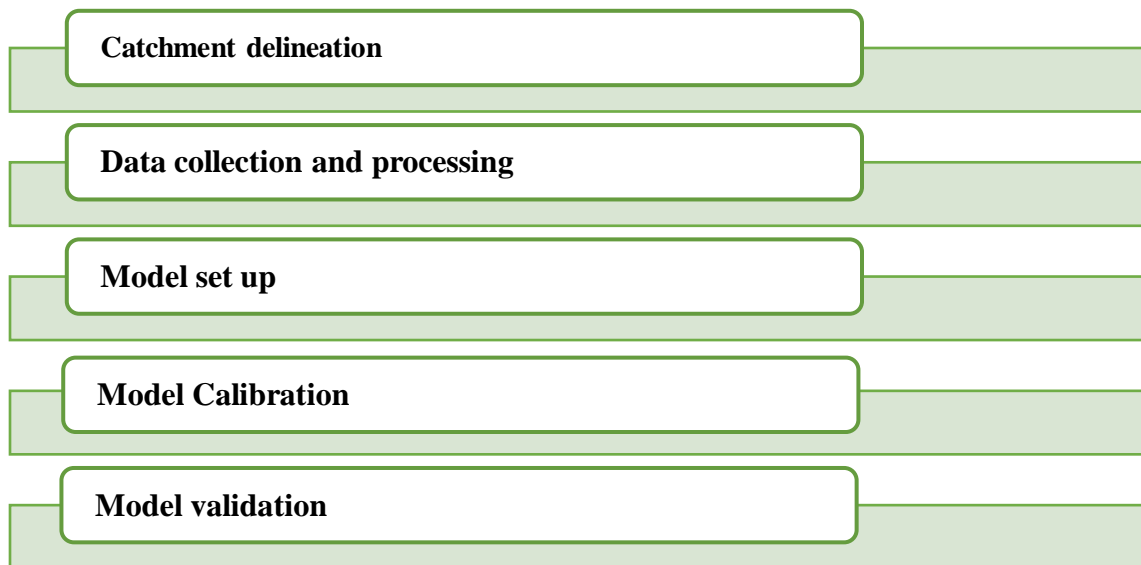 Catchment delineation
Data collection and processing
Model set up
Model Calibration
Model validation